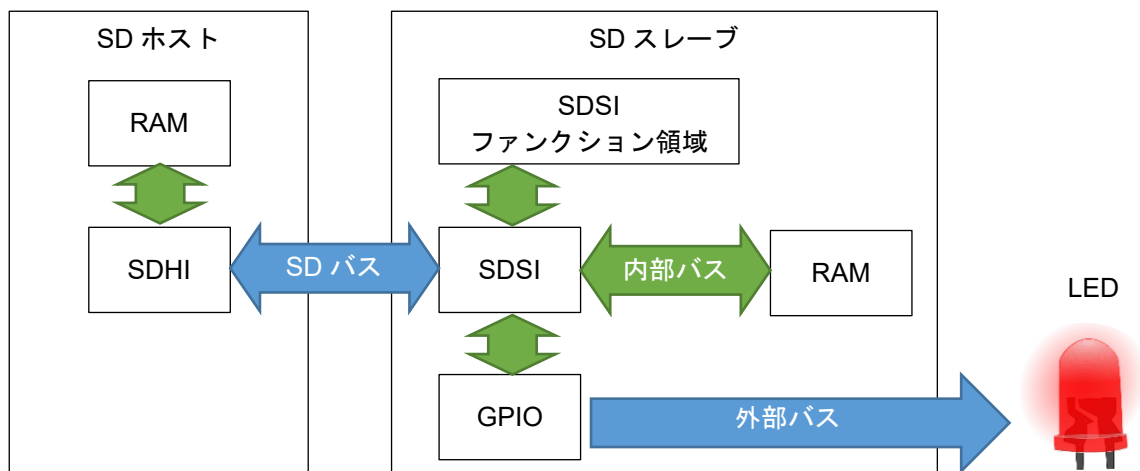 SD ホスト
SD スレーブ
RAM
SDSI
ファンクション領域
SDHI
SD バス
SDSI
内部バス
RAM
LED
GPIO
外部バス